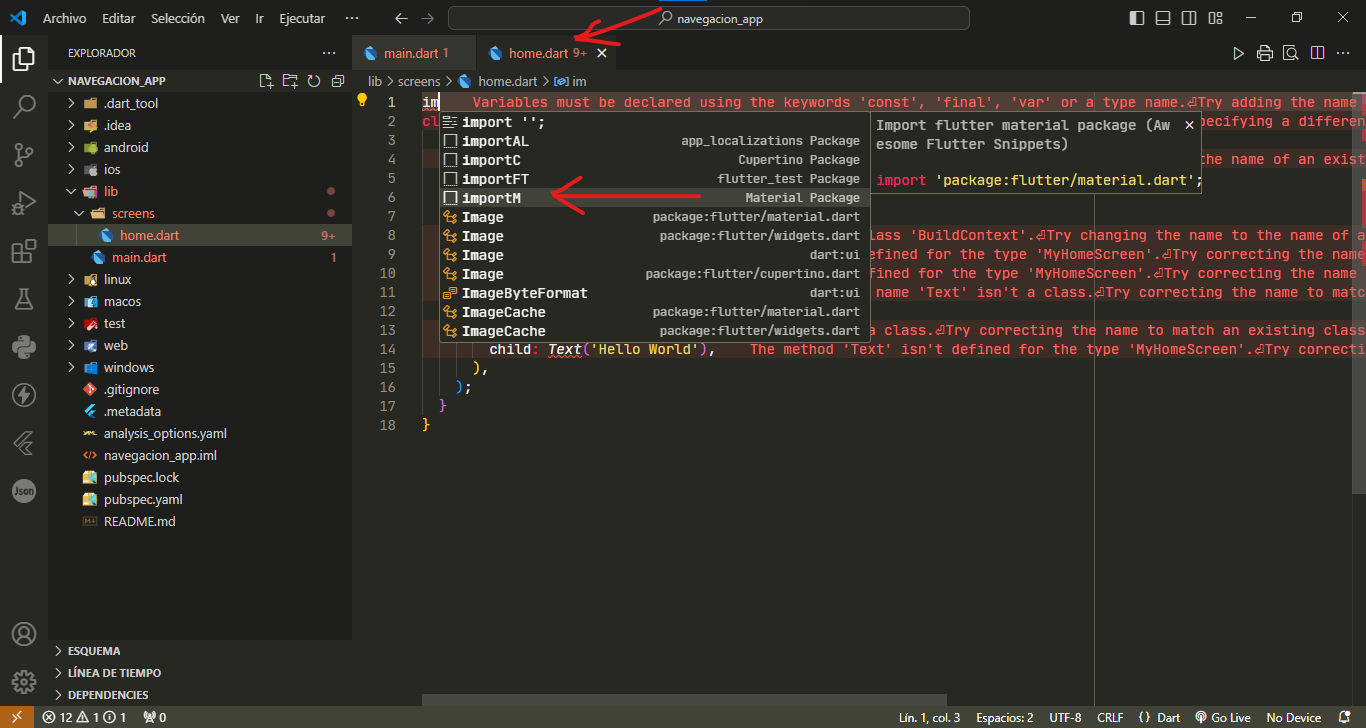 Archivo Editar Selección Ver Ir Ejecutar ··· navegacion_app
EXPLORADOR ···
main.dart 1 home.dart 9+
NAVEGACION_APP
lib > screens > home.dart > im
.dart_tool
.idea
android
ios
lib
screens
home.dart 9+
main.dart 1
linux
macos
test
web
windows
.gitignore
.metadata
analysis_options.yaml
navegacion_app.iml
pubspec.lock
pubspec.yaml
README.md
ESQUEMA
LÍNEA DE TIEMPO
DEPENDENCIES
1 im Variables must be declared using the keywords 'const', 'final', 'var' or a type name.⏎Try adding the name
2 cl
3
4
5
6
7
8
9
10
11
12
13
14 child: Text('Hello World'), The method 'Text' isn't defined for the type 'MyHomeScreen'.⏎Try correcti
15 ),
16 );
17 }
18 }
import '';
importAL app_localizations Package
importC Cupertino Package
importFT flutter_test Package
importM Material Package
Image package:flutter/material.dart
Image package:flutter/widgets.dart
Image dart:ui
Image package:flutter/cupertino.dart
ImageByteFormat dart:ui
ImageCache package:flutter/material.dart
ImageCache package:flutter/widgets.dart
Import flutter material package (Aw
esome Flutter Snippets)
import 'package:flutter/material.dart';
pecifying a differen
the name of an exist
lass 'BuildContext'.⏎Try changing the name to the name of a
efined for the type 'MyHomeScreen'.⏎Try correcting the name
fined for the type 'MyHomeScreen'.⏎Try correcting the name
name 'Text' isn't a class.⏎Try correcting the name to matc
a class.⏎Try correcting the name to match an existing class
12 1 1 0 Lín. 1, col. 3 Espacios: 2 UTF-8 CRLF {} Dart Go Live No Device
Json